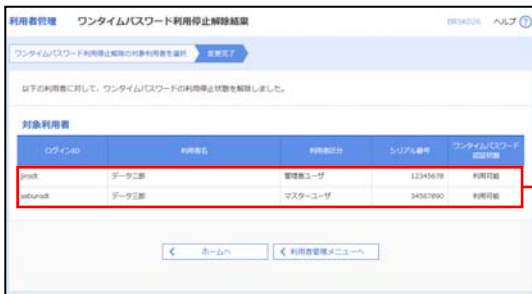 利用者管理 ワンタイムパスワード利用停止解除結果 BRSK026 ヘルプ
ワンタイムパスワード利用停止解除の対象利用者を選択 変更完了
以下の利用者に対して、ワンタイムパスワードの利用停止状態を解除しました。
対象利用者
ログインID 利用者名 利用者区分 シリアル番号 ワンタイムパスワード
認証状態
jirodt データ二郎 管理者ユーザ 12345678 利用可能
saburodt データ三郎 マスターユーザ 34567890 利用可能
ホームへ 利用者管理メニューへ